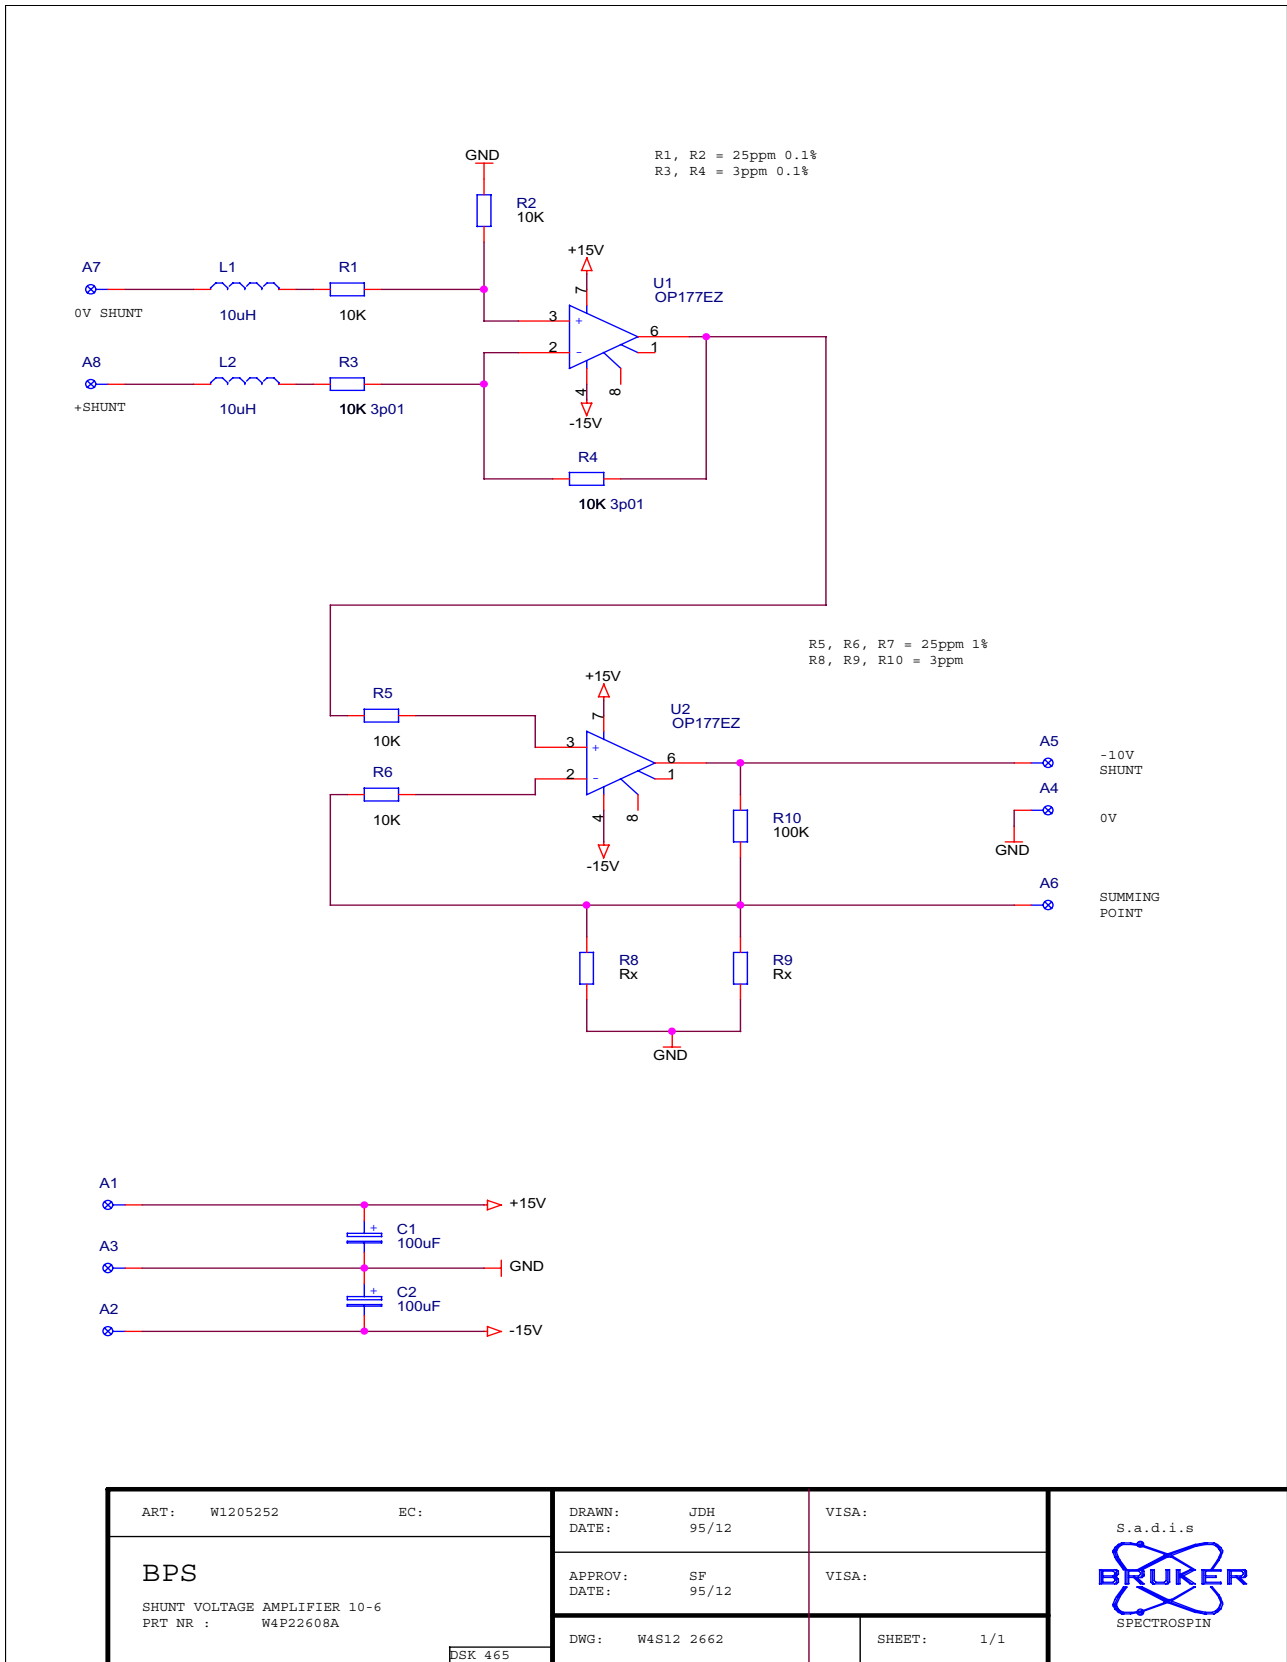 GND
R1, R2 = 25ppm 0.1%
R3, R4 = 3ppm 0.1%
R2
10K
+15V
A7
L1
R1
U1
OP177EZ
7
0V SHUNT
10uH
10K
3
+
6
2
-
1
A8
L2
R3
4
8
+SHUNT
10uH
10K 3p01
-15V
R4
10K 3p01
R5, R6, R7 = 25ppm 1%
R8, R9, R10 = 3ppm
+15V
R5
U2
OP177EZ
7
10K
3
+
6
A5
-10V
SHUNT
R6
2
-
1
A4
10K
4
8
R10
100K
0V
GND
-15V
A6
SUMMING
POINT
R8
Rx
R9
Rx
GND
A1
+15V
+
C1
100uF
A3
GND
+
C2
100uF
A2
-15V
ART: W1205252 EC:
DRAWN: JDH
DATE: 95/12
VISA:
S.a.d.i.s
BRUKER
SPECTROSPIN
BPS
APPROV: SF
DATE: 95/12
VISA:
SHUNT VOLTAGE AMPLIFIER 10-6
PRT NR : W4P22608A
DWG: W4S12 2662
SHEET: 1/1
DSK 465